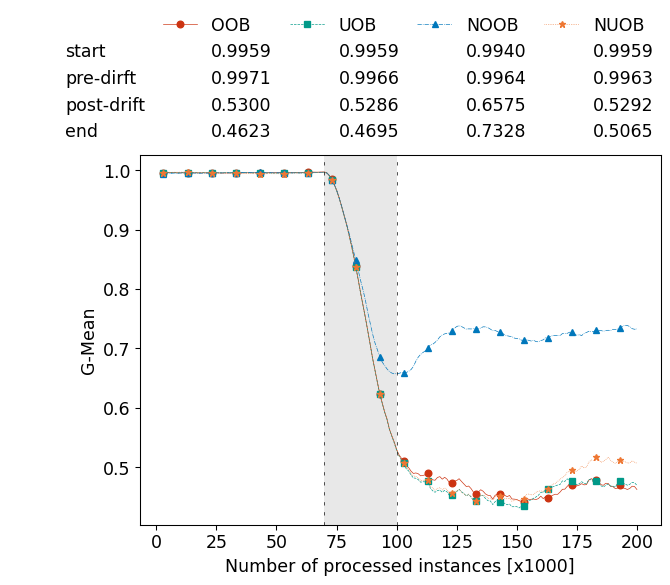 OOB UOB NOOB NUOB
start 0.9959 0.9959 0.9940 0.9959
pre-dirft 0.9971 0.9966 0.9964 0.9963
post-drift 0.5300 0.5286 0.6575 0.5292
end 0.4623 0.4695 0.7328 0.5065
1.0
0.9
0.8
0.7
0.6
0.5
G-Mean
0 25 50 75 100 125 150 175 200
Number of processed instances [x1000]